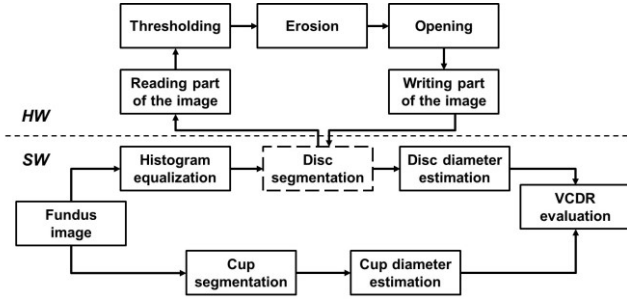 Thresholding
Erosion
Opening
Reading part
of the image
Writing part
of the image
HW
SW
Histogram
equalization
Disc
segmentation
Disc diameter
estimation
Fundus
image
VCDR
evaluation
Cup
segmentation
Cup diameter
estimation